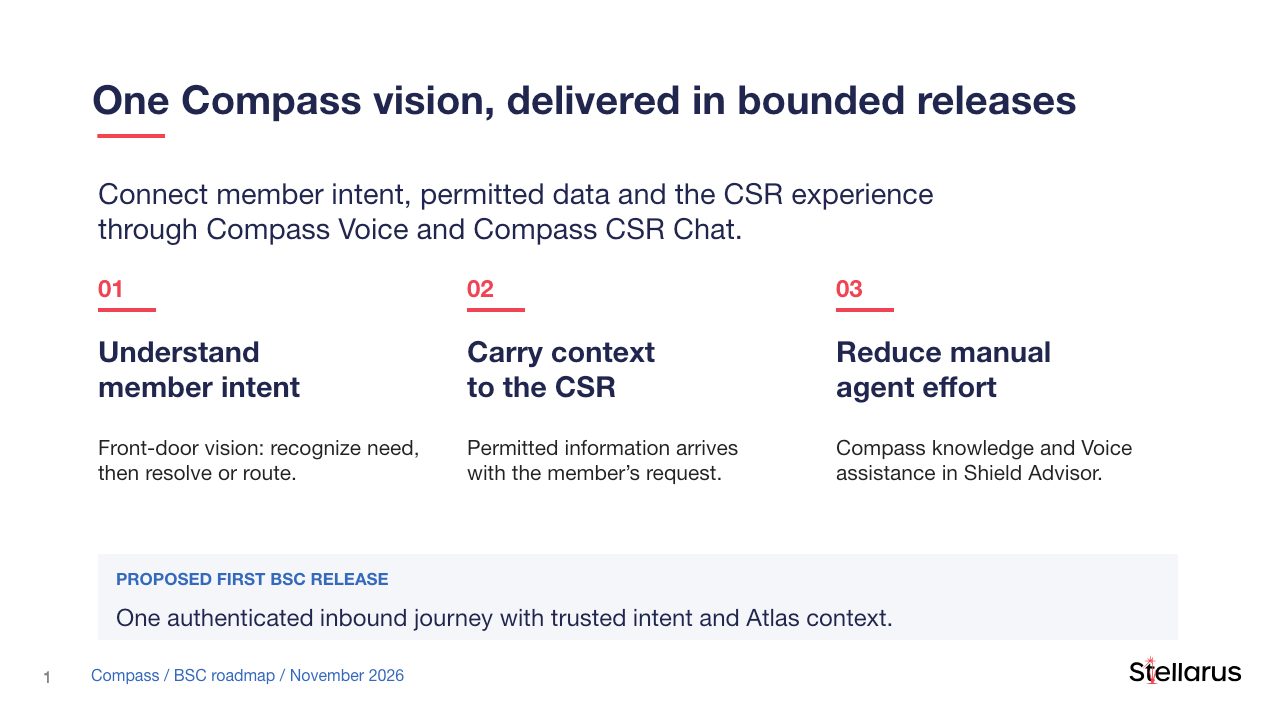 One Compass vision, delivered in bounded releases
Connect member intent, permitted data and the CSR experience
through Compass Voice and Compass CSR Chat.
01
Understand
member intent
Front-door vision: recognize need,
then resolve or route.
02
Carry context
to the CSR
Permitted information arrives
with the member’s request.
03
Reduce manual
agent effort
Compass knowledge and Voice
assistance in Shield Advisor.
PROPOSED FIRST BSC RELEASE
One authenticated inbound journey with trusted intent and Atlas context.
1
Compass / BSC roadmap / November 2026
Stellarus